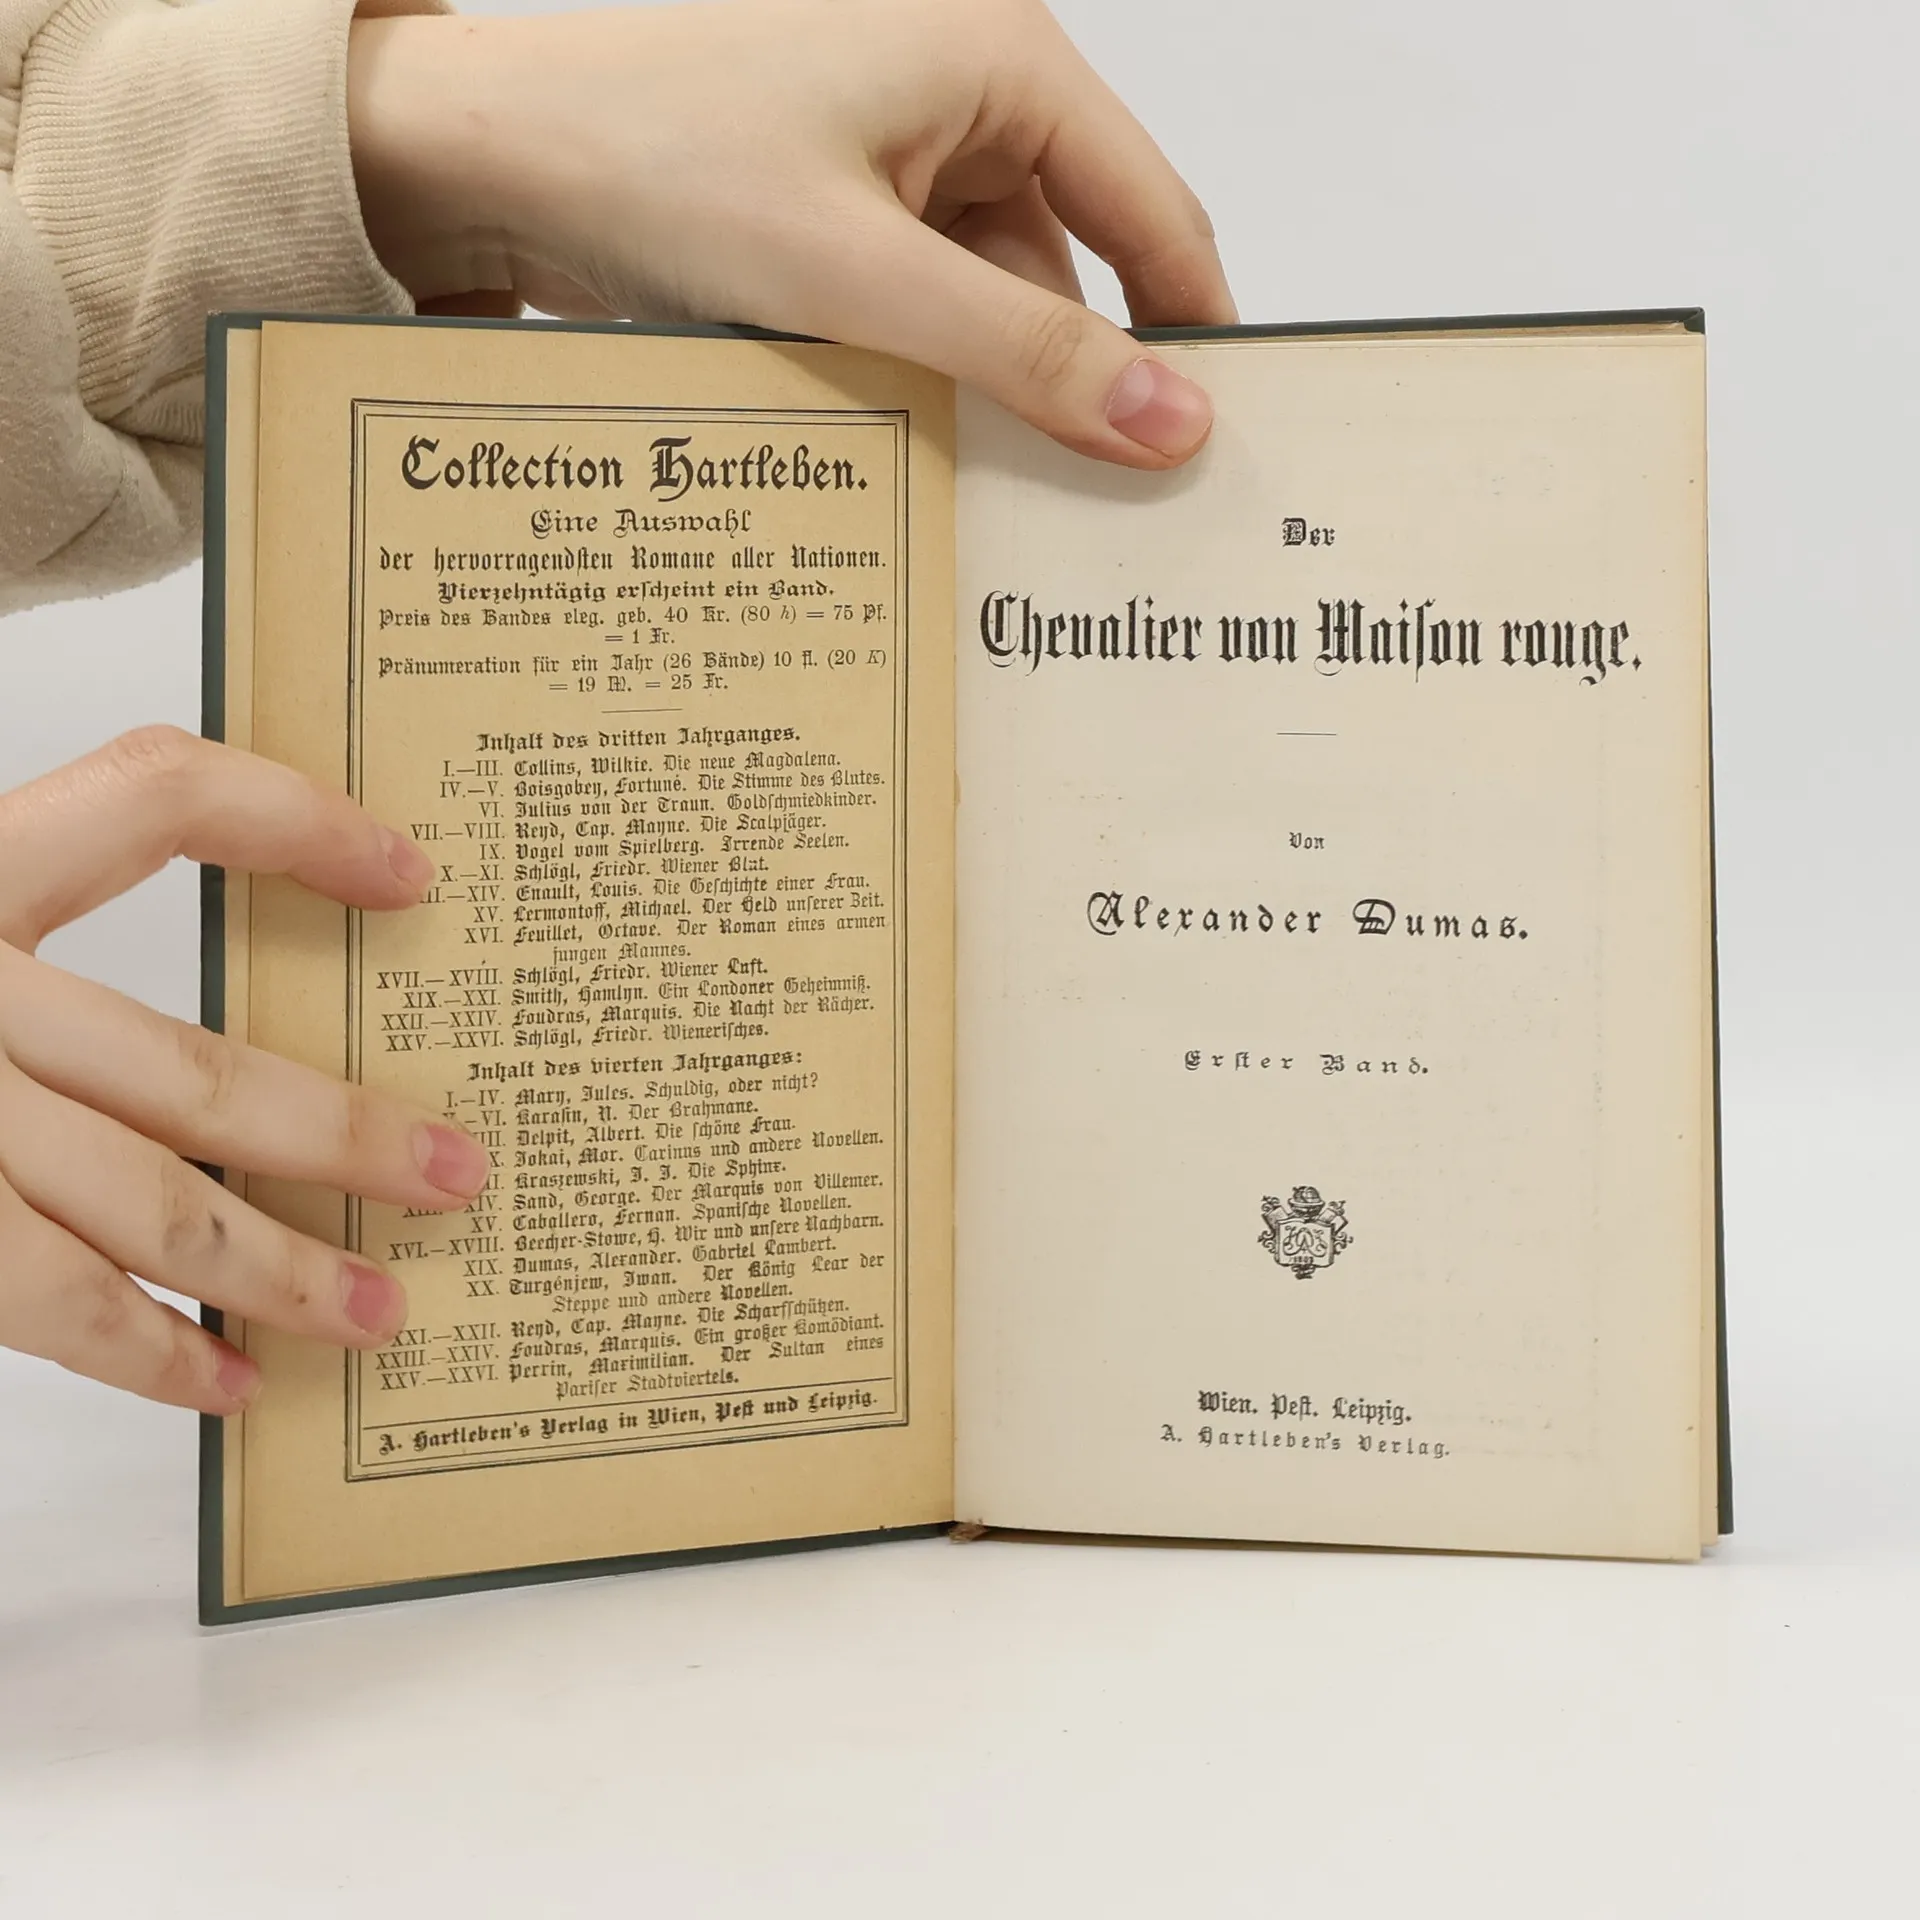 Collection Hartleben.
Eine Auswahl
der hervorragendſten Romane aller Nationen.
Vierzehntägig erſcheint ein Band.
Preis des Bandes eleg. geb. 40 Kr. (80 h) = 75 Pf.
= 1 Fr.
Pränumeration für ein Jahr (26 Bände) 10 fl. (20 K)
= 19 M. = 25 Fr.
Inhalt des dritten Jahrganges.
I.—III. Collins, Wilkie. Die neue Magdalena.
IV.—V. Boisgobey, Fortuné. Die Stimme des Blutes.
VI. Julius von der Traun. Goldſchmiedkinder.
VII.—VIII. Reyd, Cap. Mayne. Die Scalpjäger.
IX. Vogel vom Spielberg. Irrende Seelen.
X.—XI. Schlögl, Friedr. Wiener Blut.
II.—XIV. Enault, Louis. Die Geſchichte einer Frau.
XV. Lermontoff, Michael. Der Held unſerer Zeit.
XVI. Feuillet, Octave. Der Roman eines armen
jungen Mannes.
XVII.—XVIII. Schlögl, Friedr. Wiener Luft.
XIX.—XXI. Smith, Hamlyn. Ein Londoner Geheimniß.
XXII.—XXIV. Foudras, Marquis. Die Nacht der Rächer.
XXV.—XXVI. Schlögl, Friedr. Wieneriſches.
Inhalt des vierten Jahrganges:
I.—IV. Mary, Jules. Schuldig, oder nicht?
—VI. Karaſin, N. Der Brahmane.
III. Delpit, Albert. Die ſchöne Frau.
X. Jokai, Mor. Carinus und andere Novellen.
II. Kraszewski, J. I. Die Sphinx.
XIV. Sand, George. Der Marquis von Villemer.
XV. Caballero, Fernan. Spaniſche Novellen.
XVI.—XVIII. Beecher-Stowe, H. Wir und unſere Nachbarn.
XIX. Dumas, Alexander. Gabriel Lambert.
XX. Turgénjew, Iwan. Der König Lear der
Steppe und andere Novellen.
XXI.—XXII. Reyd, Cap. Mayne. Die Scharfſchützen.
XXIII.—XXIV. Foudras, Marquis. Ein großer Komödiant.
XXV.—XXVI. Perrin, Maximilian. Der Sultan eines
Pariſer Stadtviertels.
A. Hartleben's Verlag in Wien, Peſt und Leipzig.
Der
Chevalier von Maiſon rouge.
Von
Alexander Dumas.
Erſter Band.
Wien. Peſt. Leipzig.
A. Hartleben's Verlag.